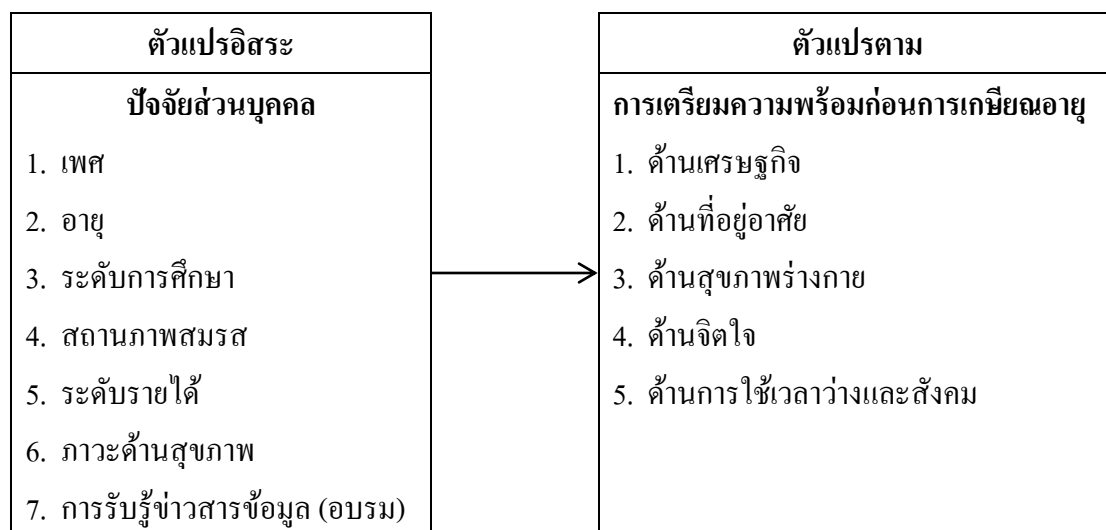 ตัวแปรอิสระ
ปัจจัยส่วนบุคคล
1. เพศ
2. อายุ
3. ระดับการศึกษา
4. สถานภาพสมรส
5. ระดับรายได้
6. ภาวะด้านสุขภาพ
7. การรับรู้ข่าวสารข้อมูล (อบรม)
ตัวแปรตาม
การเตรียมความพร้อมก่อนการเกษียณอายุ
1. ด้านเศรษฐกิจ
2. ด้านที่อยู่อาศัย
3. ด้านสุขภาพร่างกาย
4. ด้านจิตใจ
5. ด้านการใช้เวลาว่างและสังคม